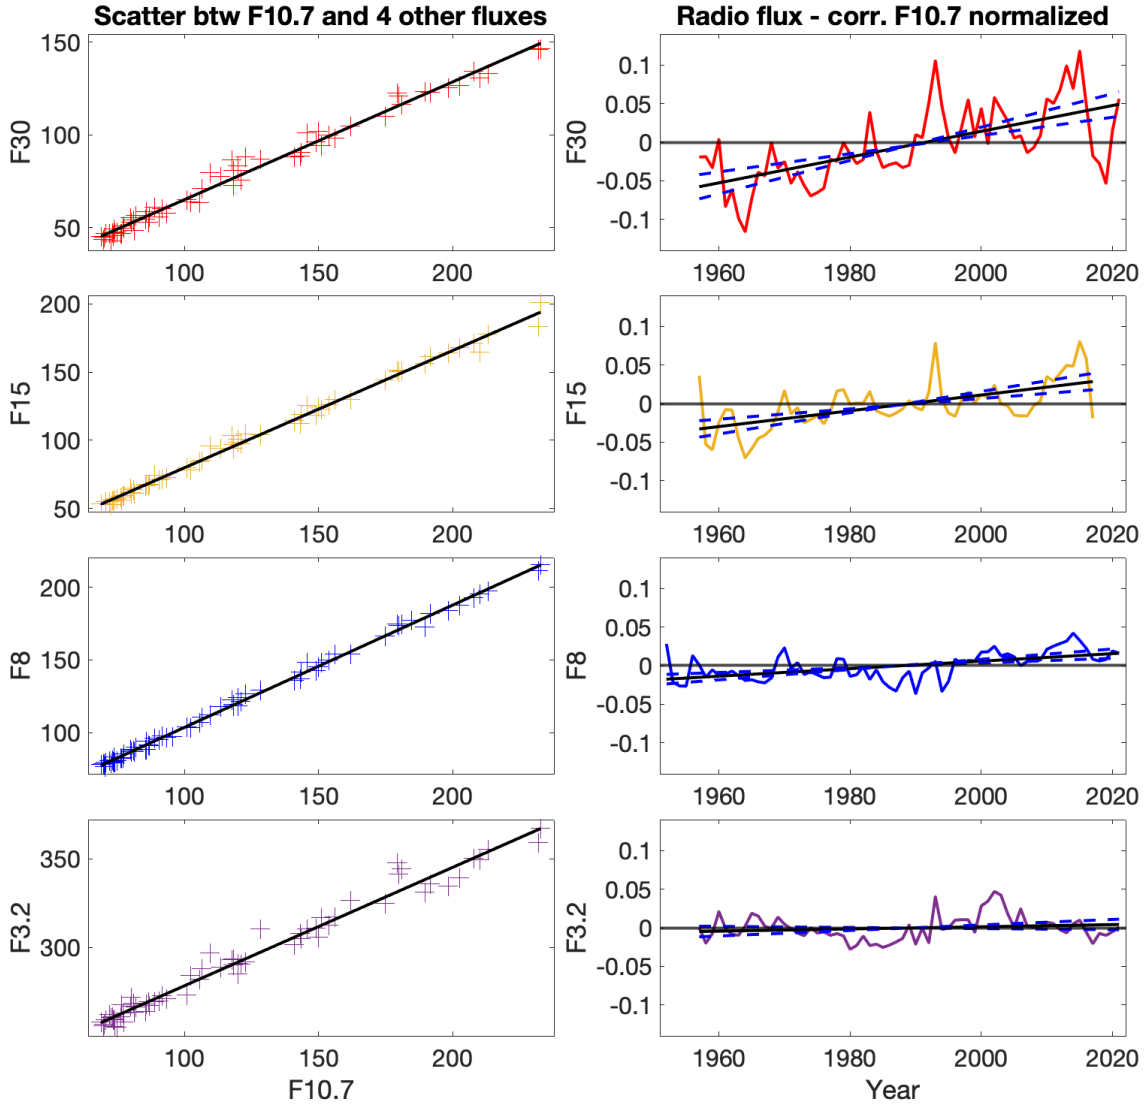 Scatter btw F10.7 and 4 other fluxes
Radio flux - corr. F10.7 normalized
150
100
50
F30
100 150 200
0.1
0.05
0
-0.05
-0.1
F30
1960 1980 2000 2020
200
150
100
50
F15
100 150 200
0.1
0.05
0
-0.05
-0.1
F15
1960 1980 2000 2020
200
150
100
F8
100 150 200
0.1
0.05
0
-0.05
-0.1
F8
1960 1980 2000 2020
350
300
F3.2
100 150 200
F10.7
0.1
0.05
0
-0.05
-0.1
F3.2
1960 1980 2000 2020
Year